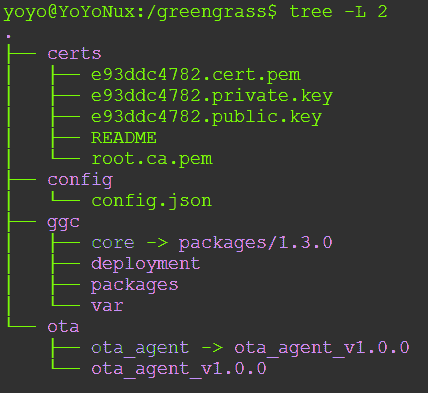 yoyo@YoYoNux:/greengrass$ tree -L 2
.
├── certs
│   ├── e93ddc4782.cert.pem
│   ├── e93ddc4782.private.key
│   ├── e93ddc4782.public.key
│   ├── README
│   └── root.ca.pem
├── config
│   └── config.json
├── ggc
│   ├── core -> packages/1.3.0
│   ├── deployment
│   ├── packages
│   └── var
└── ota
    ├── ota_agent -> ota_agent_v1.0.0
    └── ota_agent_v1.0.0